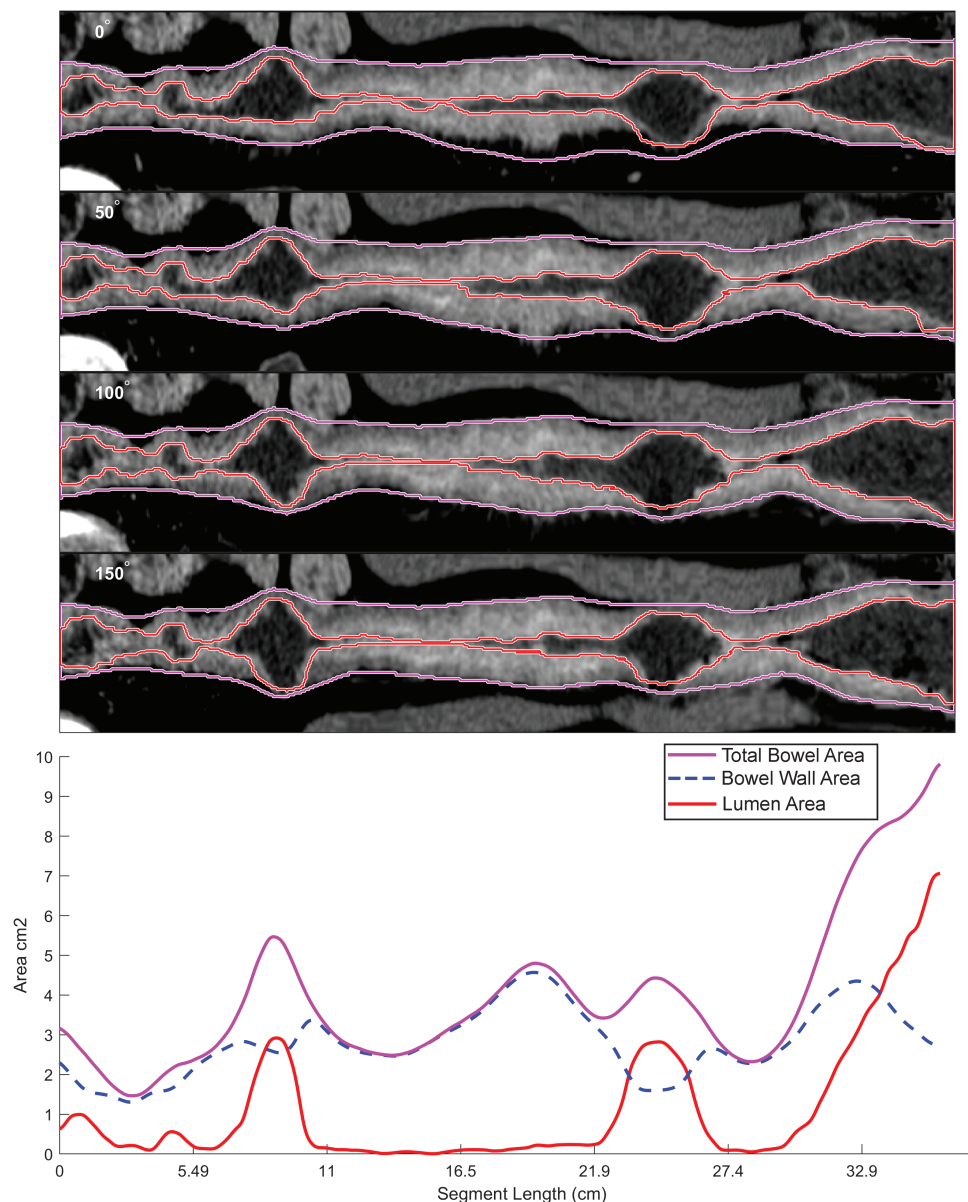 0°
50°
100°
150°
10
9
8
7
6
5
4
3
2
1
0
Area cm2
Total Bowel Area
Bowel Wall Area
Lumen Area
0 5.49 11 16.5 21.9 27.4 32.9
Segment Length (cm)